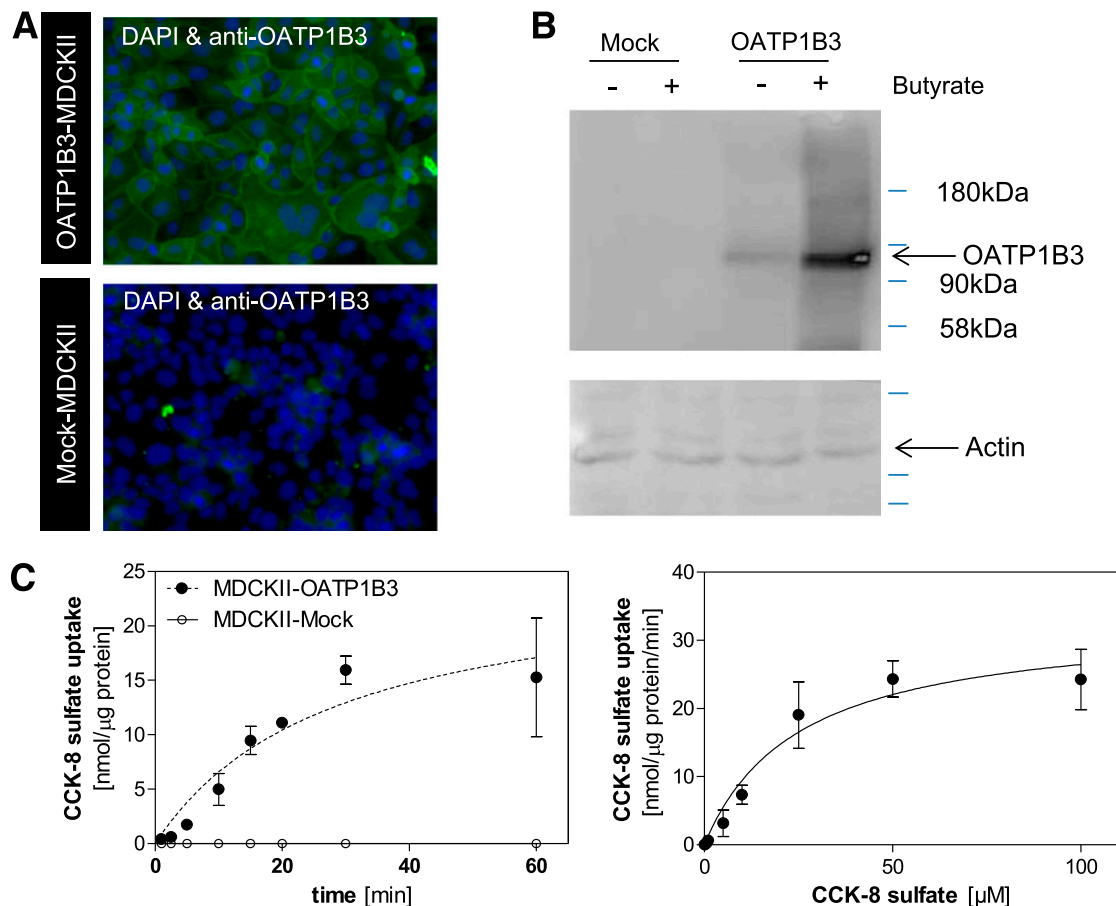 A
OATP1B3-MDCKII
DAPI & anti-OATP1B3
Mock-MDCKII
DAPI & anti-OATP1B3
B
Mock OATP1B3
- + - + Butyrate
180kDa
OATP1B3
90kDa
58kDa
Actin
C
CCK-8 sulfate uptake
[nmol/μg protein]
25
20
15
10
5
0
MDCKII-OATP1B3
MDCKII-Mock
0 20 40 60
time [min]
CCK-8 sulfate uptake
[nmol/μg protein/min]
40
30
20
10
0
0 50 100
CCK-8 sulfate [μM]